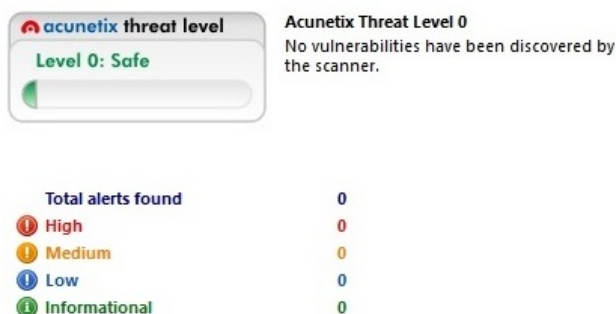 acunetix threat level
Level 0: Safe
Acunetix Threat Level 0
No vulnerabilities have been discovered by
the scanner.
Total alerts found 0
High 0
Medium 0
Low 0
Informational 0